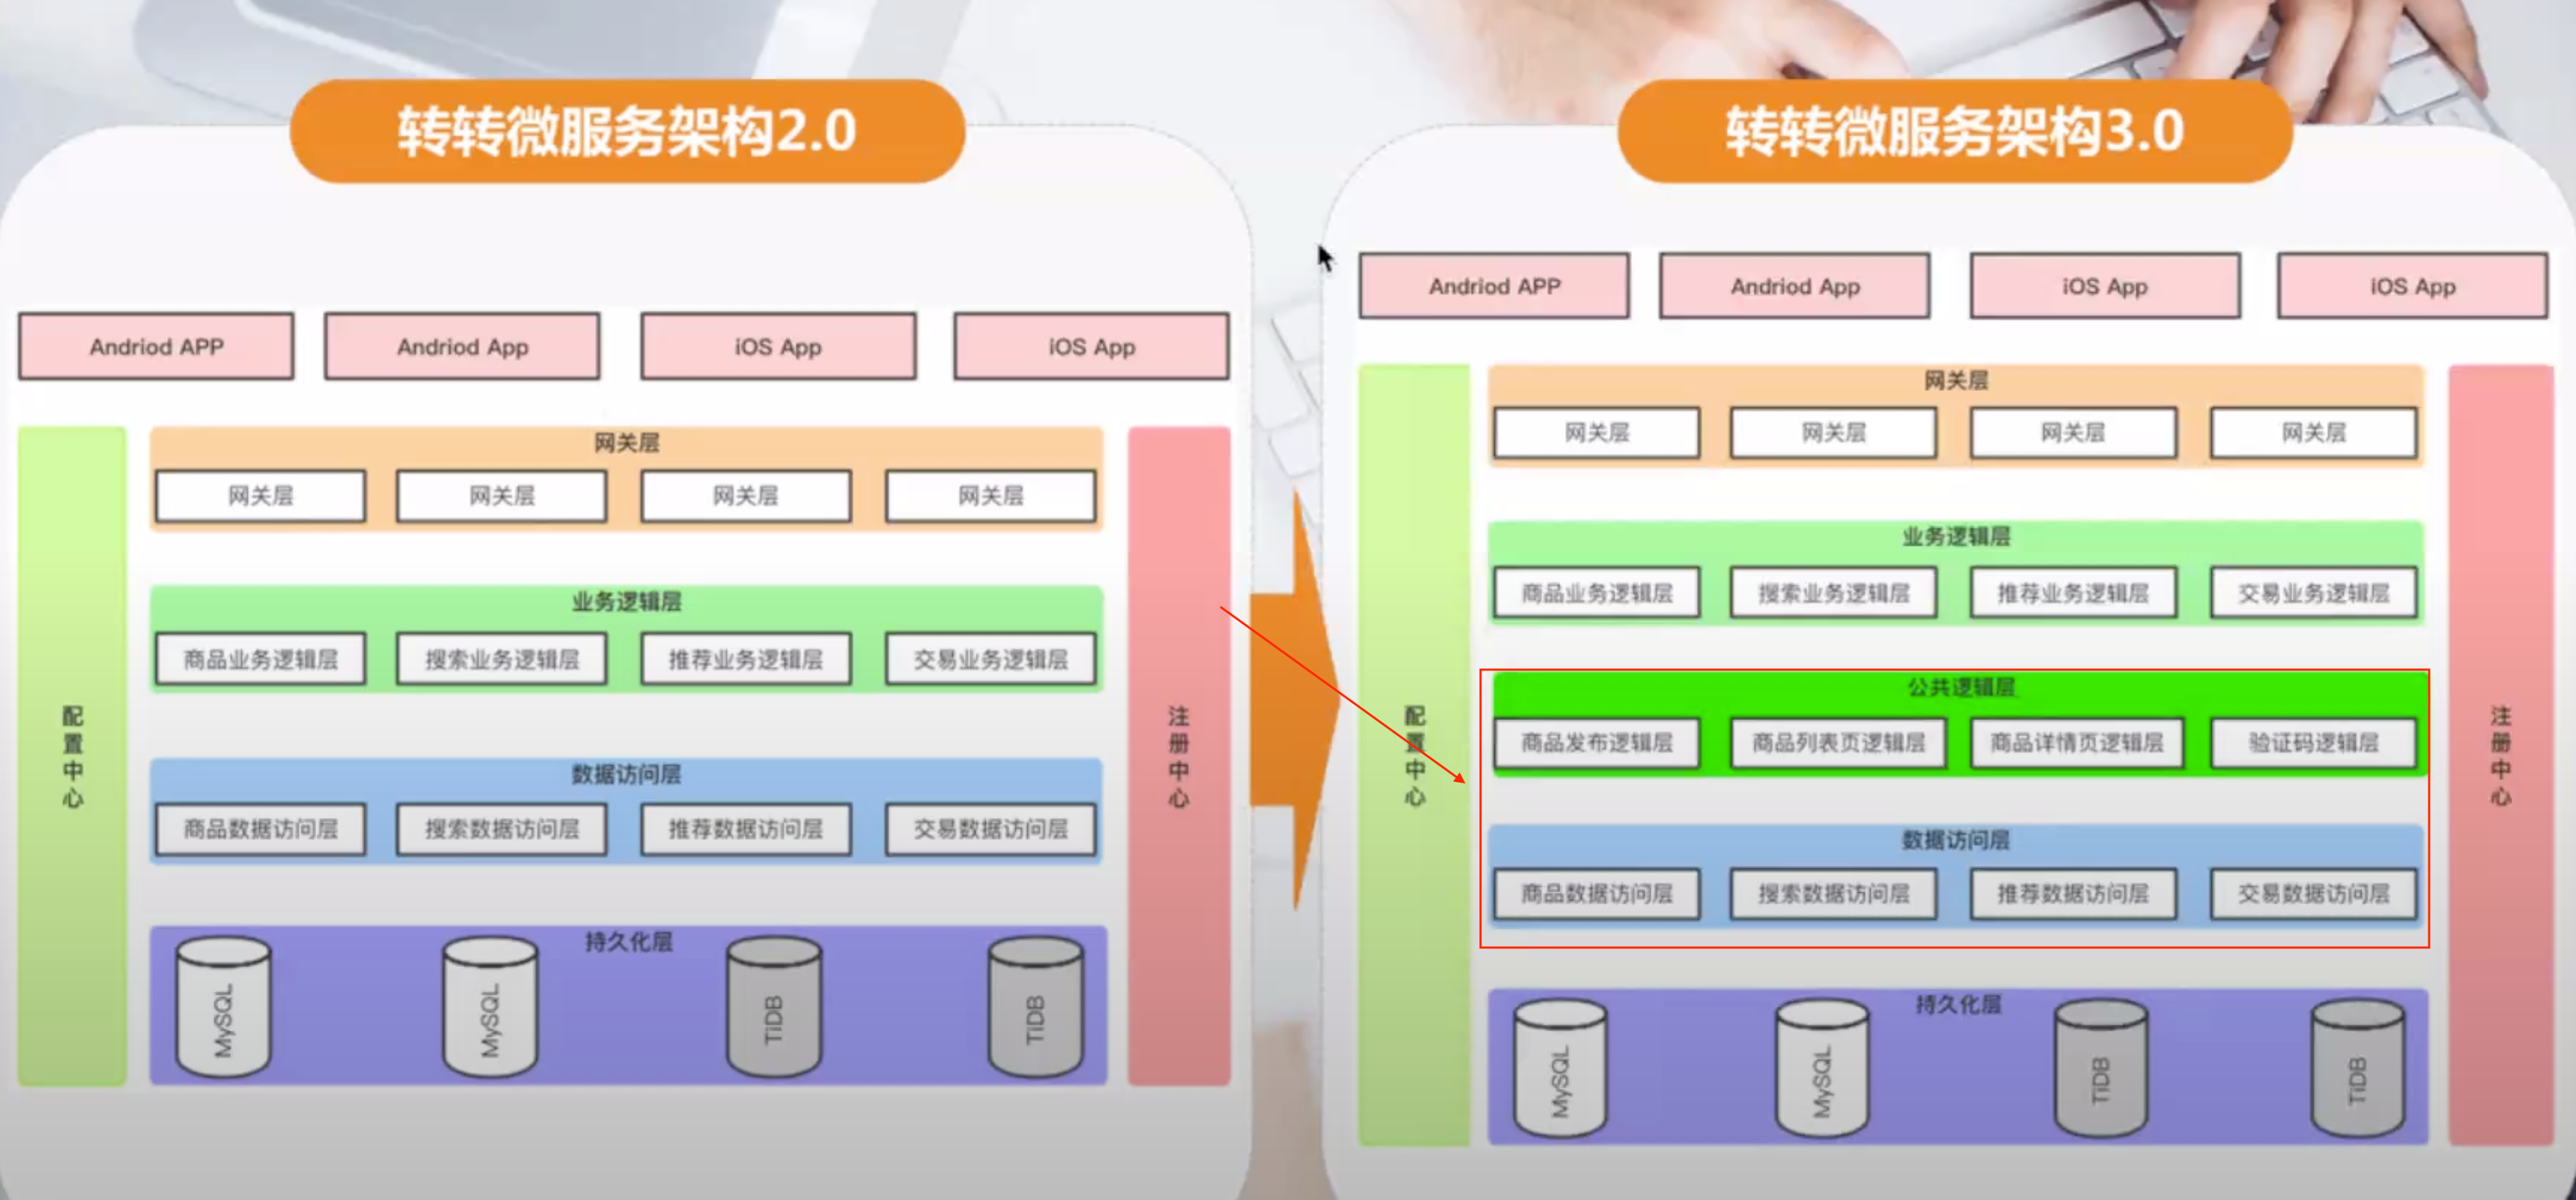 转转微服务架构2.0
Andriod APP
Andriod App
iOS App
iOS App
配置中心
网关层
网关层
网关层
网关层
网关层
业务逻辑层
商品业务逻辑层
搜索业务逻辑层
推荐业务逻辑层
交易业务逻辑层
数据访问层
商品数据访问层
搜索数据访问层
推荐数据访问层
交易数据访问层
持久化层
MySQL
MySQL
TiDB
TiDB
注册中心
转转微服务架构3.0
Andriod APP
Andriod App
iOS App
iOS App
配置中心
网关层
网关层
网关层
网关层
网关层
业务逻辑层
商品业务逻辑层
搜索业务逻辑层
推荐业务逻辑层
交易业务逻辑层
公共逻辑层
商品发布逻辑层
商品列表页逻辑层
商品详情页逻辑层
验证码逻辑层
数据访问层
商品数据访问层
搜索数据访问层
推荐数据访问层
交易数据访问层
持久化层
MySQL
MySQL
TiDB
TiDB
注册中心